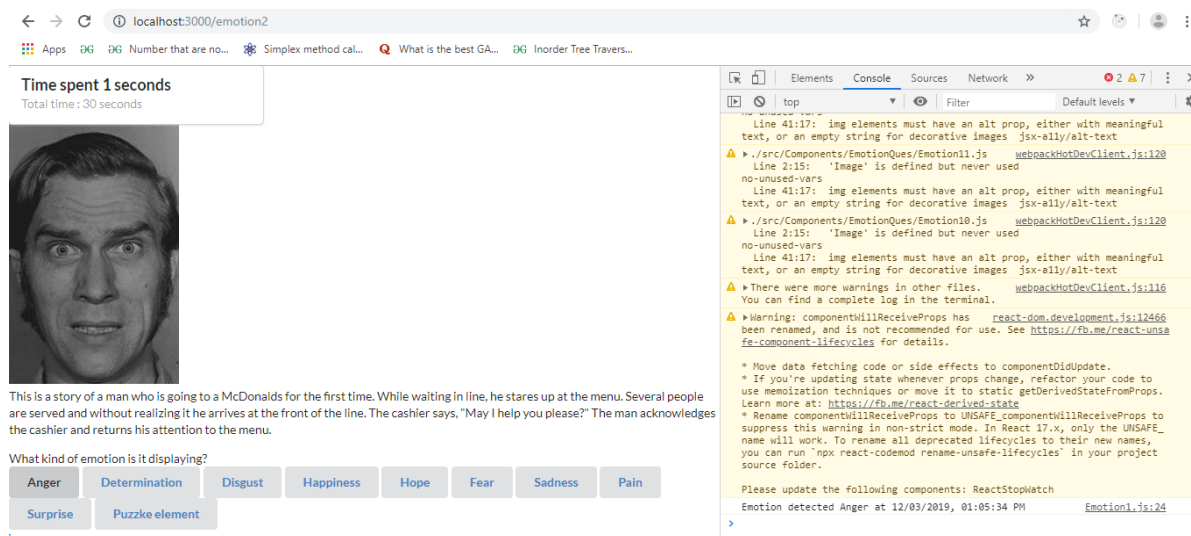 localhost:3000/emotion2
Apps
Number that are no...
Simplex method cal...
What is the best GA...
Inorder Tree Travers...
Time spent 1 seconds
Total time : 30 seconds
This is a story of a man who is going to a McDonalds for the first time. While waiting in line, he stares up at the menu. Several people
are served and without realizing it he arrives at the front of the line. The cashier says, "May I help you please?" The man acknowledges
the cashier and returns his attention to the menu.
What kind of emotion is it displaying?
Anger Determination Disgust Happiness Hope Fear Sadness Pain
Surprise Puzzke element
Elements Console Sources Network » 2 7
top Filter Default levels ▼
Line 41:17: img elements must have an alt prop, either with meaningful
text, or an empty string for decorative images jsx-a11y/alt-text
./src/Components/EmotionQues/Emotion11.js webpackHotDevClient.js:120
Line 2:15: 'Image' is defined but never used
no-unused-vars
Line 41:17: img elements must have an alt prop, either with meaningful
text, or an empty string for decorative images jsx-a11y/alt-text
./src/Components/EmotionQues/Emotion10.js webpackHotDevClient.js:120
Line 2:15: 'Image' is defined but never used
no-unused-vars
Line 41:17: img elements must have an alt prop, either with meaningful
text, or an empty string for decorative images jsx-a11y/alt-text
There were more warnings in other files. webpackHotDevClient.js:116
You can find a complete log in the terminal.
Warning: componentWillReceiveProps has react-dom.development.js:12466
been renamed, and is not recommended for use. See https://fb.me/react-unsa
fe-component-lifecycles for details.
* Move data fetching code or side effects to componentDidUpdate.
* If you're updating state whenever props change, refactor your code to
use memoization techniques or move it to static getDerivedStateFromProps.
Learn more at: https://fb.me/react-derived-state
* Rename componentWillReceiveProps to UNSAFE_componentWillReceiveProps to
suppress this warning in non-strict mode. In React 17.x, only the UNSAFE_
name will work. To rename all deprecated lifecycles to their new names,
you can run `npx react-codemod rename-unsafe-lifecycles` in your project
source folder.
Please update the following components: ReactStopWatch
Emotion detected Anger at 12/03/2019, 01:05:34 PM Emotion1.js:24